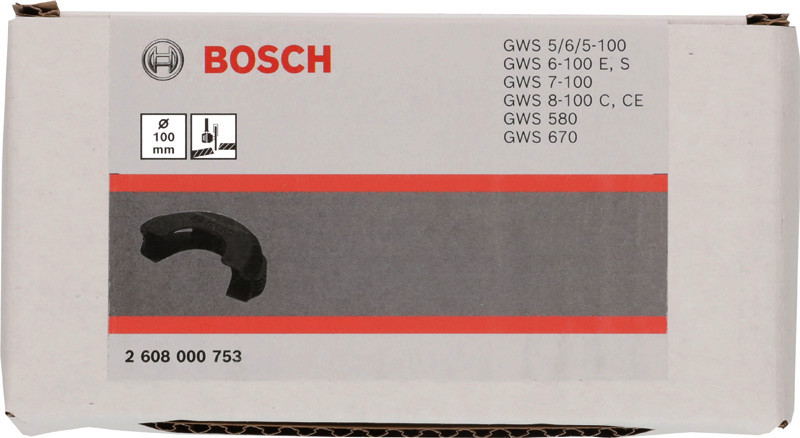 BOSCH
GWS 5/6/5-100
GWS 6-100 E, S
GWS 7-100
GWS 8-100 C, CE
GWS 580
GWS 670
Ø
100
mm
2 608 000 753